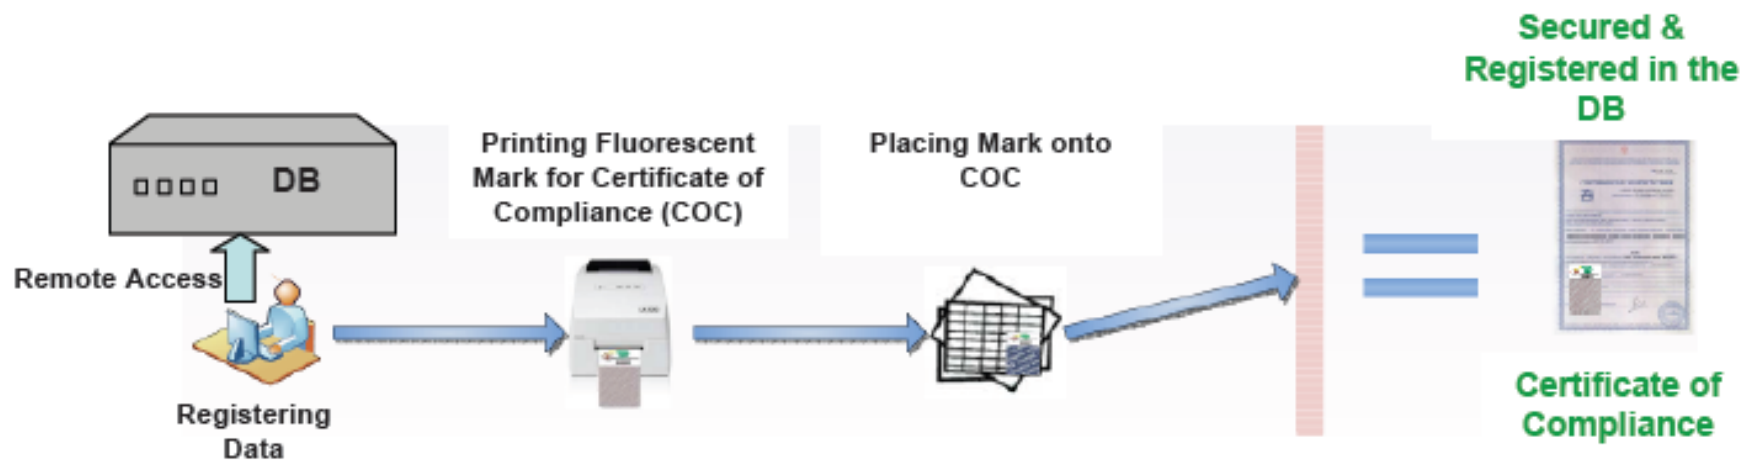 Secured &
Registered in the
DB
Printing Fluorescent
Mark for Certificate of
Compliance (COC)
Placing Mark onto
COC
DB
Remote Access
Registering
Data
Certificate of
Compliance